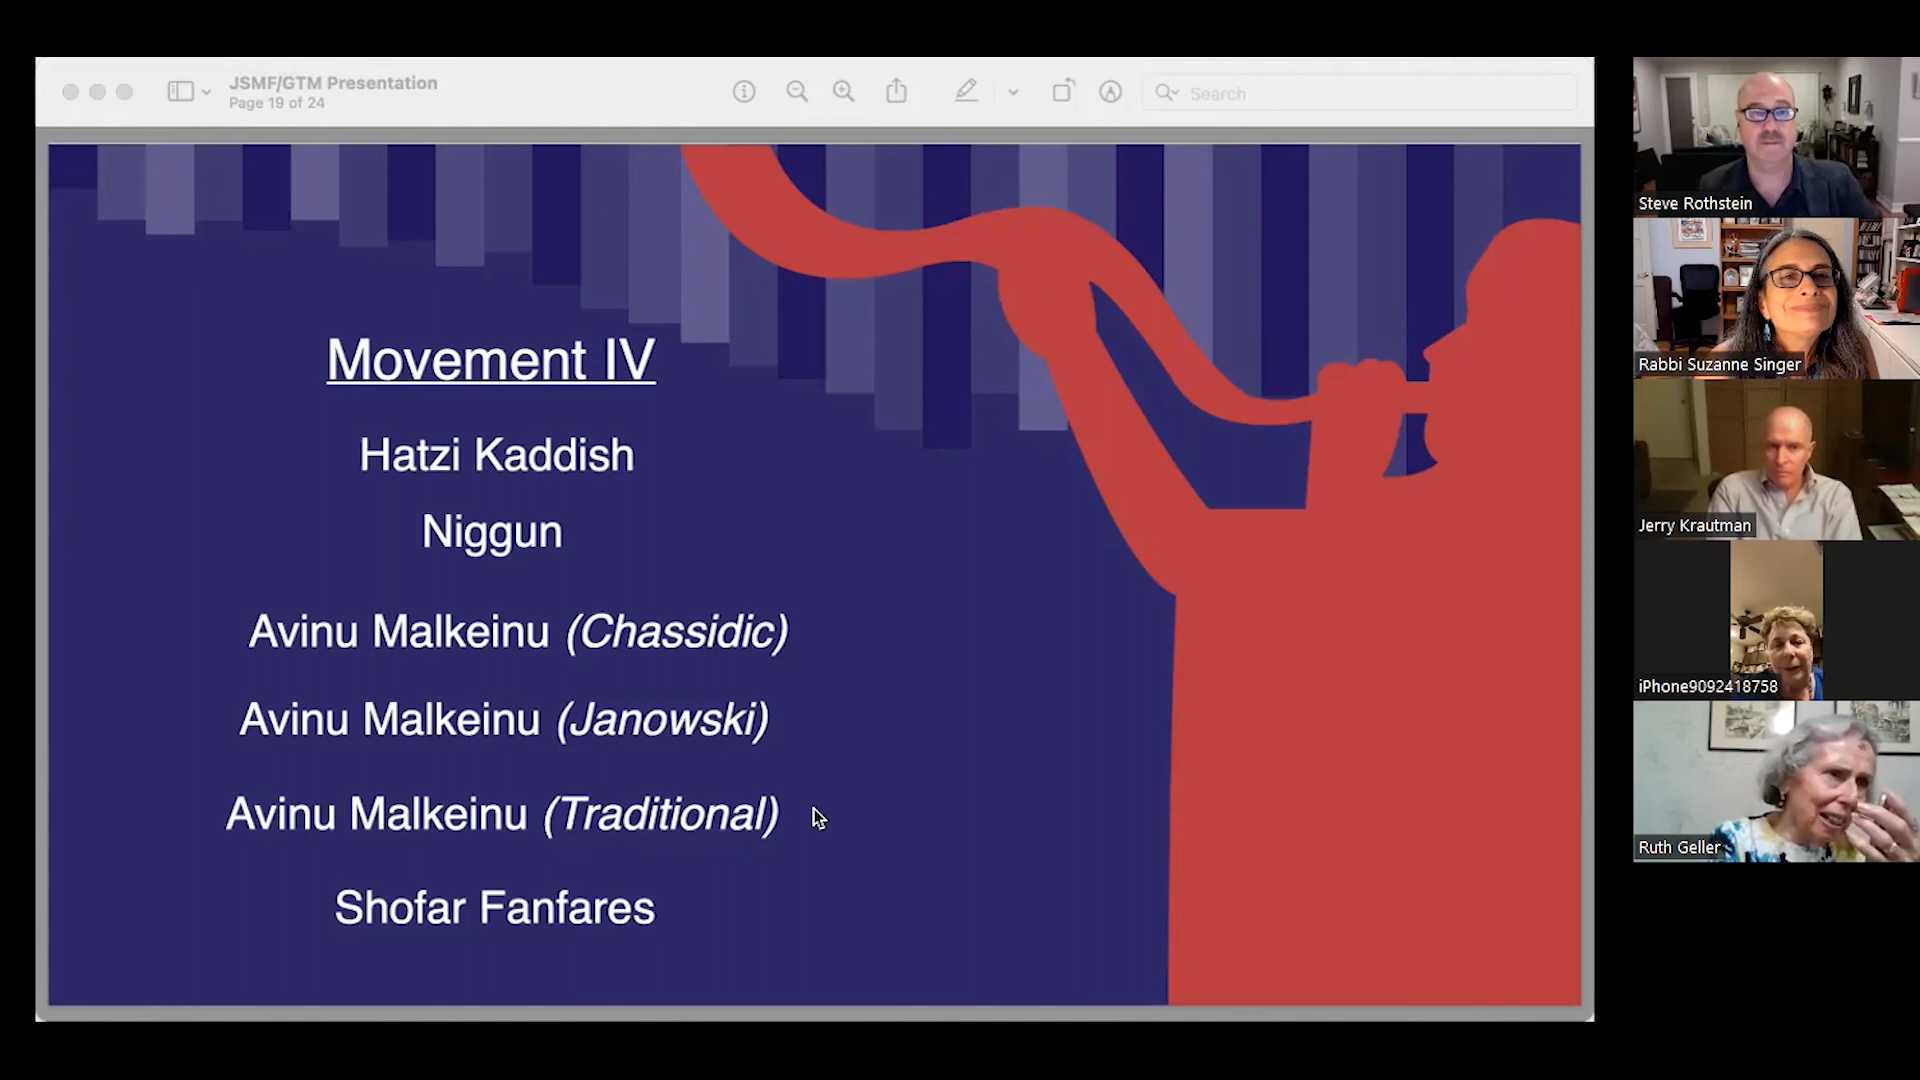 JSMF/GTM Presentation
Page 19 of 24
Search
Movement IV
Hatzi Kaddish
Niggun
Avinu Malkeinu (Chassidic)
Avinu Malkeinu (Janowski)
Avinu Malkeinu (Traditional)
Shofar Fanfares
Steve Rothstein
Rabbi Suzanne Singer
Jerry Krautman
iPhone9092418758
Ruth Geller